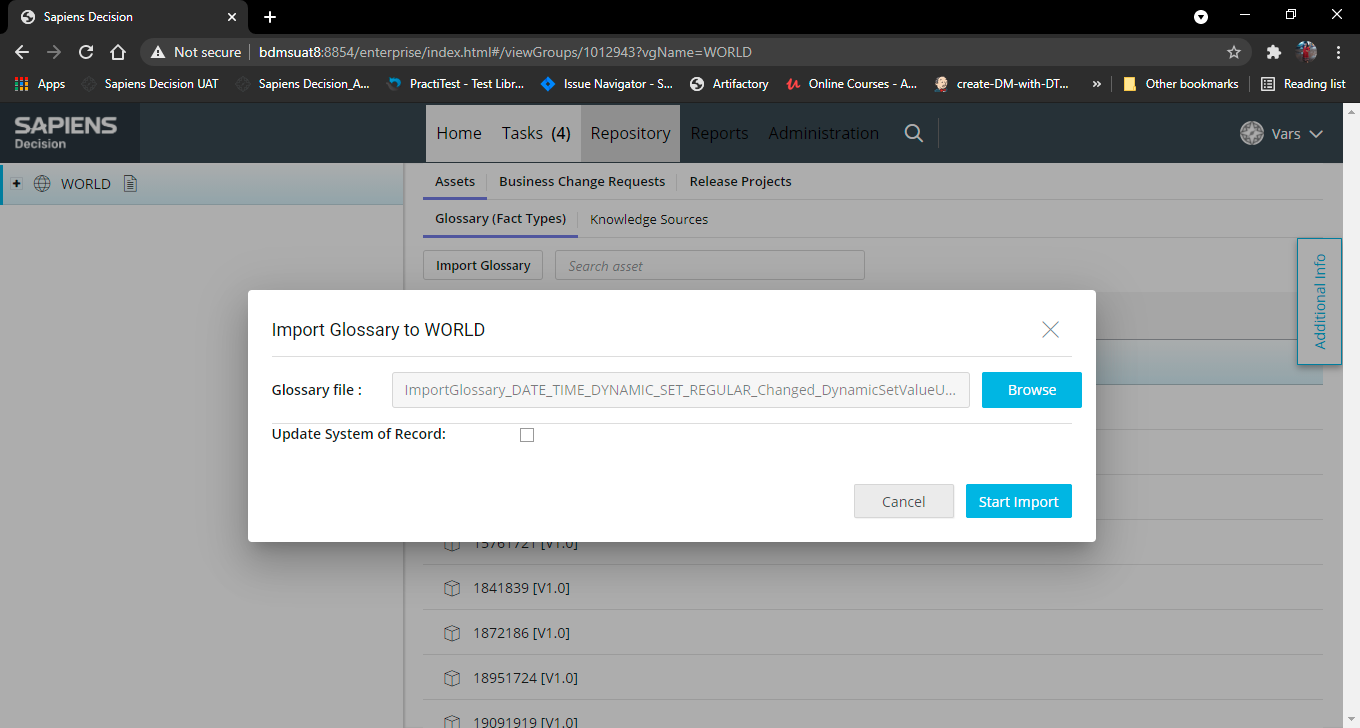 Sapiens Decision
Not secure bdmsuat8:8854/enterprise/index.html#/viewGroups/1012943?vgName=WORLD
Apps Sapiens Decision UAT Sapiens Decision_A... PractiTest - Test Libr... Issue Navigator - S... Artifactory Online Courses - A... create-DM-with-DT... » Other bookmarks Reading list
SAPIENS
Decision
Home Tasks (4) Repository Reports Administration Vars
WORLD
Assets Business Change Requests Release Projects
Glossary (Fact Types) Knowledge Sources
Import Glossary Search asset
Additional Info
Import Glossary to WORLD
Glossary file : ImportGlossary_DATE_TIME_DYNAMIC_SET_REGULAR_Changed_DynamicSetValueU... Browse
Update System of Record:
Cancel Start Import
15761721 [V1.0]
1841839 [V1.0]
1872186 [V1.0]
18951724 [V1.0]
19091919 [V1.0]